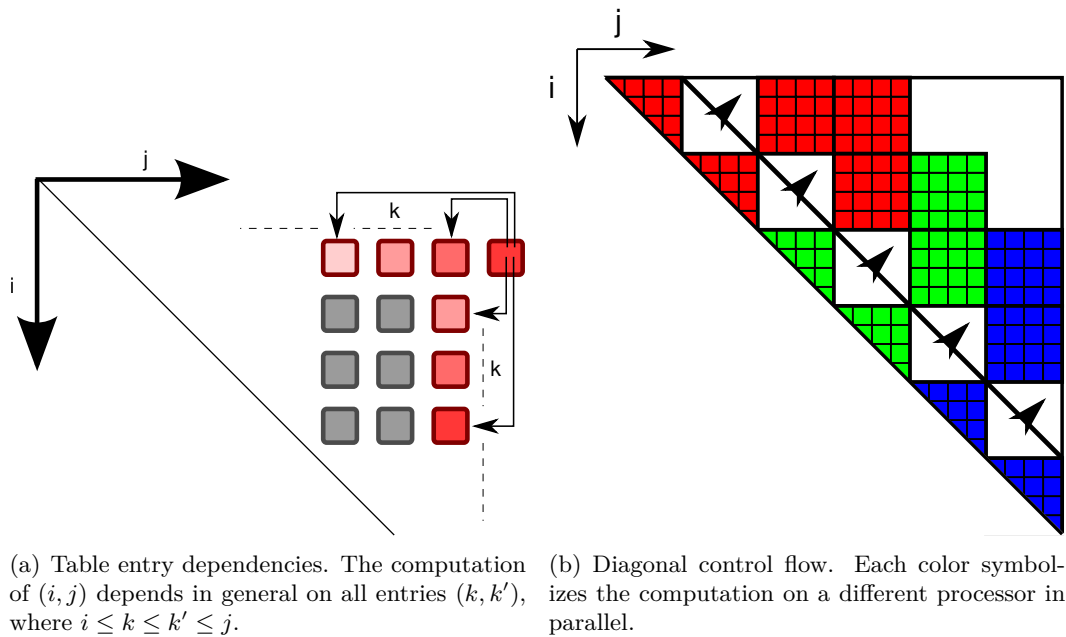 j
i
k
k
(a) Table entry dependencies. The computation
of (i, j) depends in general on all entries (k, k′),
where i ≤ k ≤ k′ ≤ j.
j
i
(b) Diagonal control flow. Each color symbol-
izes the computation on a different processor in
parallel.